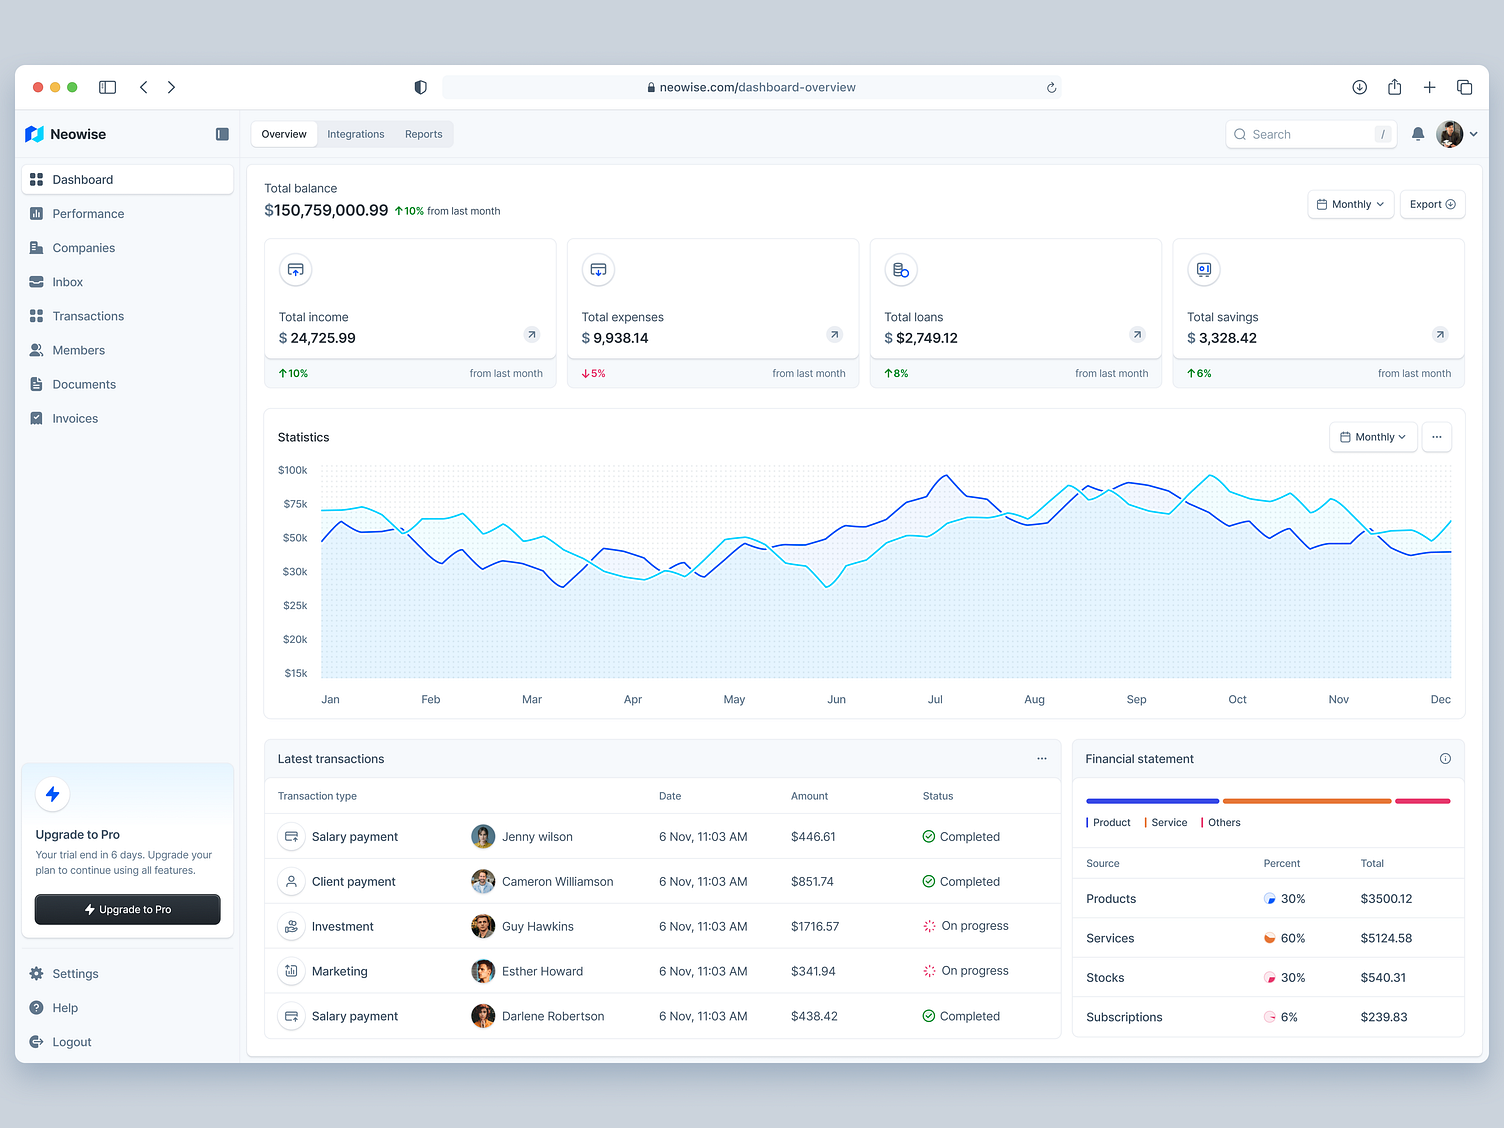 neowise.com/dashboard-overview
Neowise
Overview Integrations Reports
Search /
Dashboard
Performance
Companies
Inbox
Transactions
Members
Documents
Invoices
Upgrade to Pro
Your trial end in 6 days. Upgrade your
plan to continue using all features.
Upgrade to Pro
Settings
Help
Logout
Total balance
$150,759,000.99 10% from last month
Monthly Export
Total income
$ 24,725.99
10% from last month
Total expenses
$ 9,938.14
5% from last month
Total loans
$ $2,749.12
8% from last month
Total savings
$ 3,328.42
6% from last month
Statistics
Monthly
$100k
$75k
$50k
$30k
$25k
$20k
$15k
Jan Feb Mar Apr May Jun Jul Aug Sep Oct Nov Dec
Latest transactions
Transaction type Date Amount Status
Salary payment Jenny wilson 6 Nov, 11:03 AM $446.61 Completed
Client payment Cameron Williamson 6 Nov, 11:03 AM $851.74 Completed
Investment Guy Hawkins 6 Nov, 11:03 AM $1716.57 On progress
Marketing Esther Howard 6 Nov, 11:03 AM $341.94 On progress
Salary payment Darlene Robertson 6 Nov, 11:03 AM $438.42 Completed
Financial statement
Product Service Others
Source Percent Total
Products 30% $3500.12
Services 60% $5124.58
Stocks 30% $540.31
Subscriptions 6% $239.83